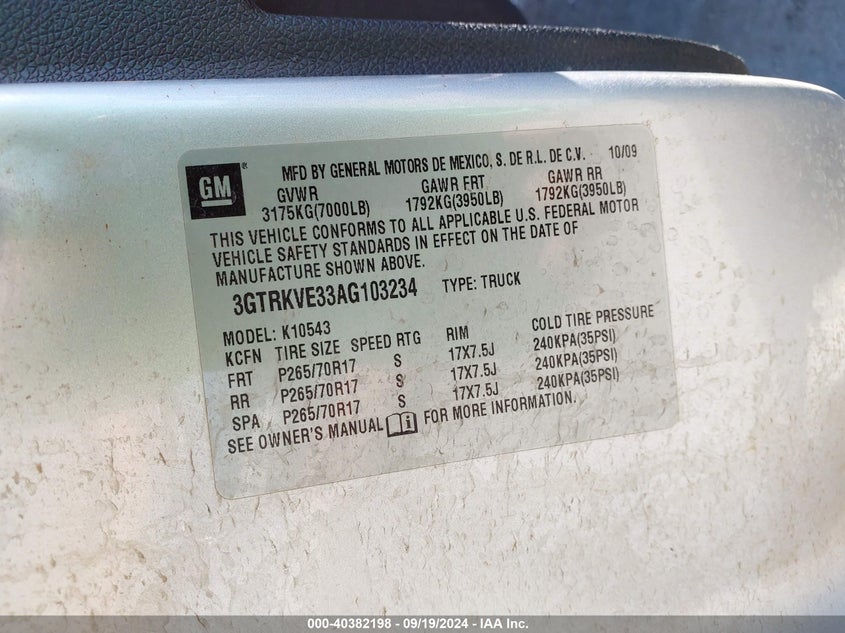 GM ® MFD BY GENERAL MOTORS DE MEXICO, S. DE R.L. DE C.V. 10/09
GVWR GAWR FRT GAWR RR
3175KG(7000LB) 1792KG(3950LB) 1792KG(3950LB)
THIS VEHICLE CONFORMS TO ALL APPLICABLE U.S. FEDERAL MOTOR
VEHICLE SAFETY STANDARDS IN EFFECT ON THE DATE OF
MANUFACTURE SHOWN ABOVE.
3GTRKVE33AG103234 TYPE: TRUCK
MODEL: K10543
KCFN TIRE SIZE SPEED RTG RIM COLD TIRE PRESSURE
FRT P265/70R17 S 17X7.5J 240KPA(35PSI)
RR P265/70R17 S 17X7.5J 240KPA(35PSI)
SPA P265/70R17 S 17X7.5J 240KPA(35PSI)
SEE OWNER'S MANUAL FOR MORE INFORMATION.
000-40382198 - 09/19/2024 - IAA Inc.